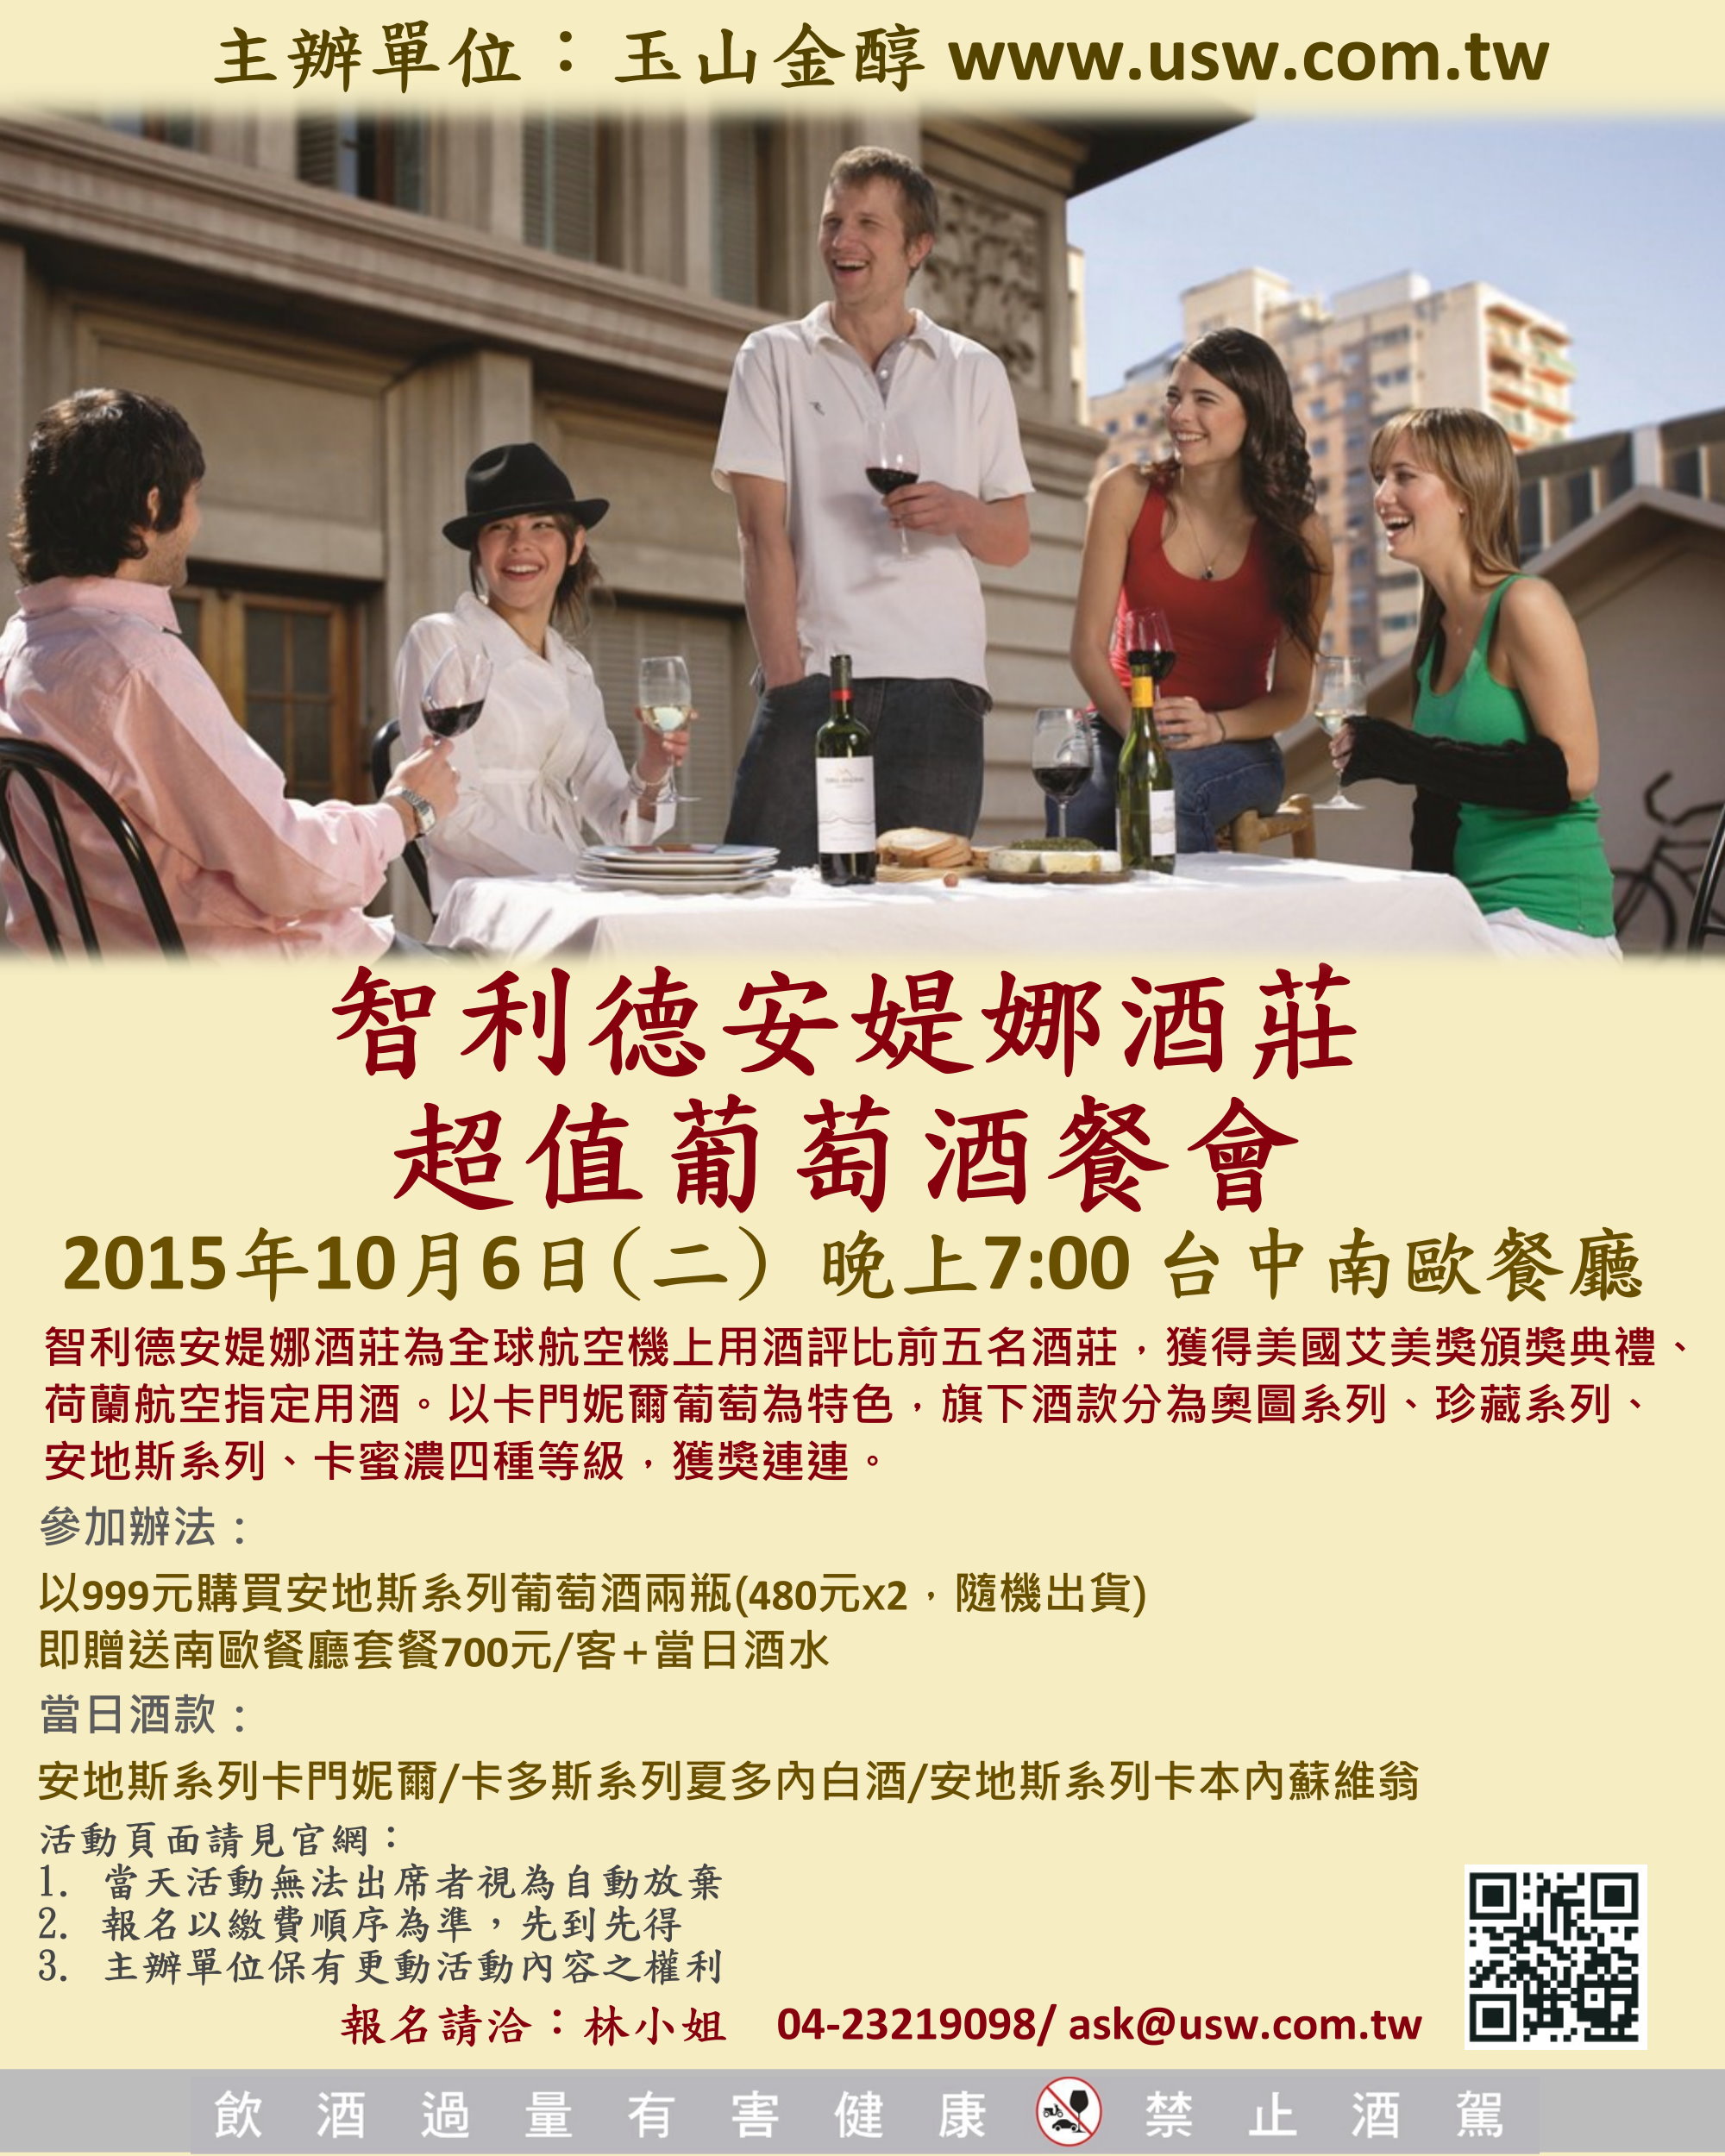 主辦單位：玉山金醇 www.usw.com.tw
智利德安媞娜酒莊
超值葡萄酒餐會
2015年10月6日(二) 晚上7:00 台中南歐餐廳
智利德安媞娜酒莊為全球航空機上用酒評比前五名酒莊，獲得美國艾美獎頒獎典禮、
荷蘭航空指定用酒。以卡門妮爾葡萄為特色，旗下酒款分為奧圖系列、珍藏系列、
安地斯系列、卡蜜濃四種等級，獲獎連連。
參加辦法：
以999元購買安地斯系列葡萄酒兩瓶(480元x2，隨機出貨)
即贈送南歐餐廳套餐700元/客+當日酒水
當日酒款：
安地斯系列卡門妮爾/卡多斯系列夏多內白酒/安地斯系列卡本內蘇維翁
活動頁面請見官網：
1. 當天活動無法出席者視為自動放棄
2. 報名以繳費順序為準，先到先得
3. 主辦單位保有更動活動內容之權利
報名請洽：林小姐 04-23219098/ ask@usw.com.tw
飲酒過量有害健康 禁止酒駕